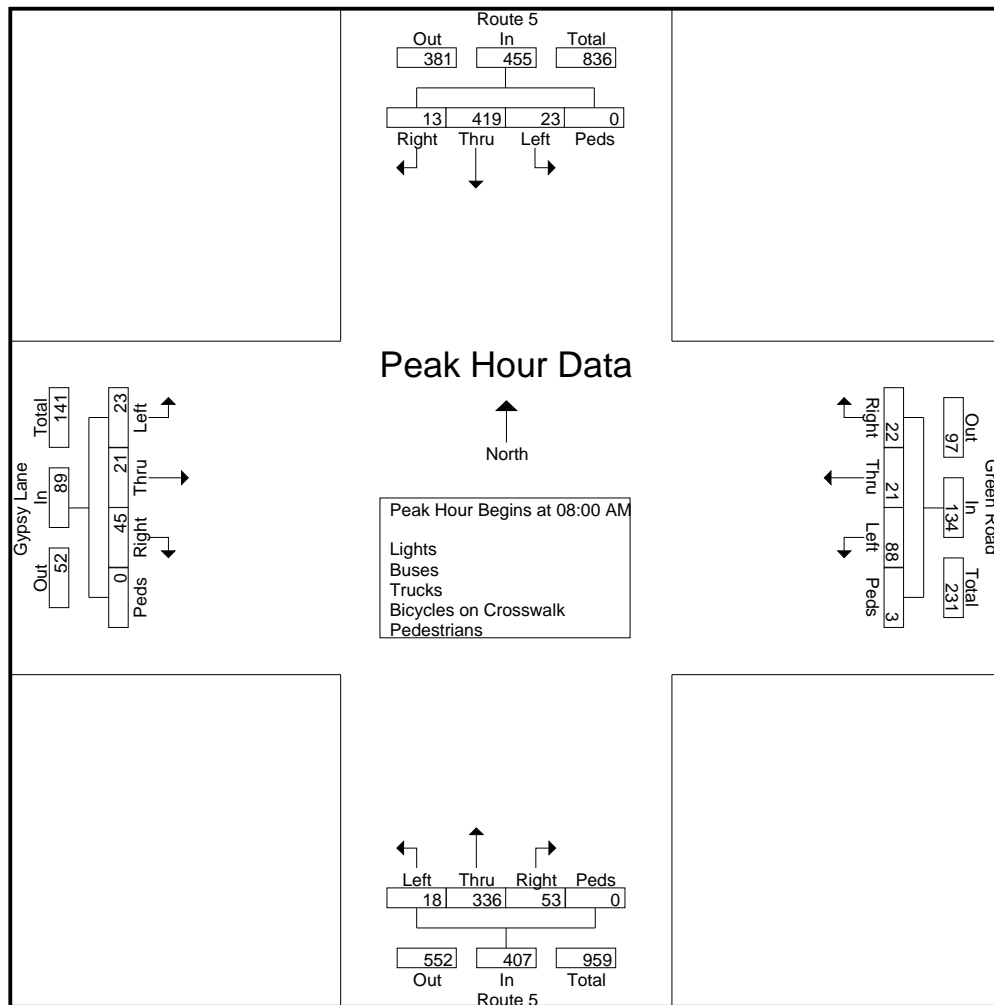 Route 5
Out In Total
381 455 836
13 419 23 0
Right Thru Left Peds
Peak Hour Data
North
Peak Hour Begins at 08:00 AM
Lights
Buses
Trucks
Bicycles on Crosswalk
Pedestrians
Gypsy Lane
Out In Total
52 89 141
23 21 45 0
Left Thru Right Peds
Green Road
Out In Total
97 134 231
22 21 88 3
Right Thru Left Peds
Left Thru Right Peds
18 336 53 0
552 407 959
Out In Total
Route 5